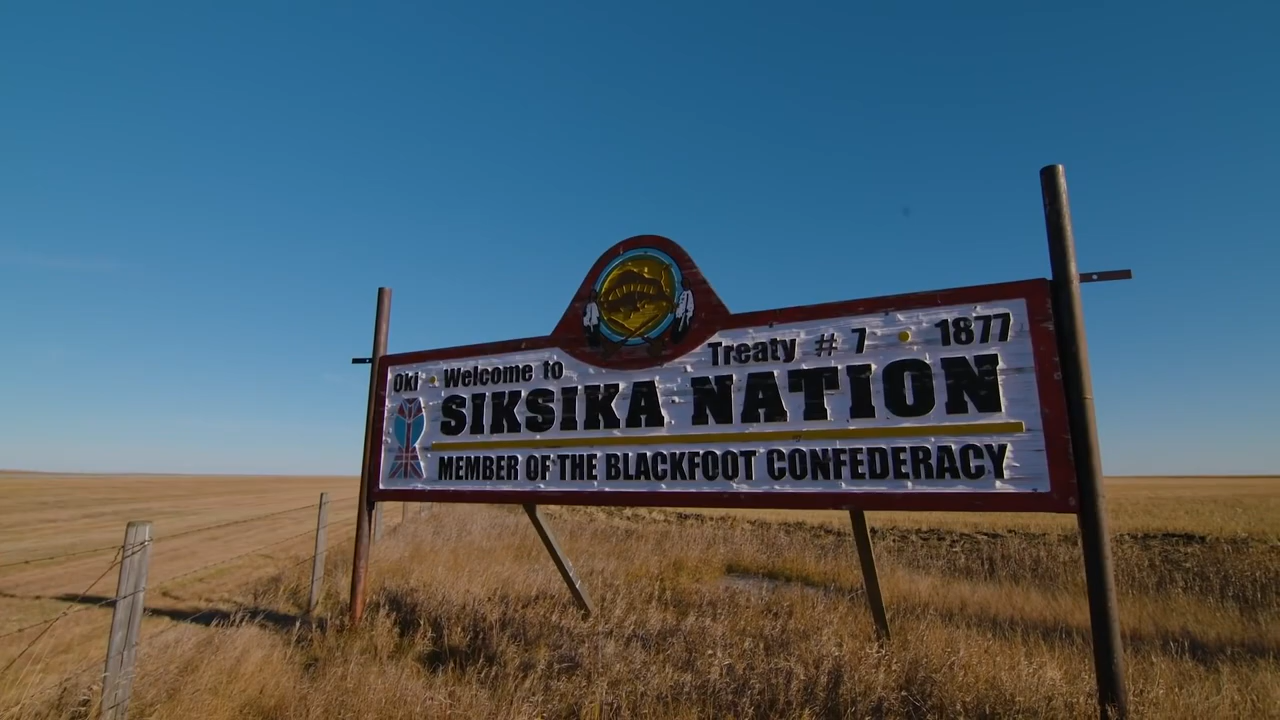 Oki • Welcome to
Treaty # 7 • 1877
SIKSIKA NATION
MEMBER OF THE BLACKFOOT CONFEDERACY